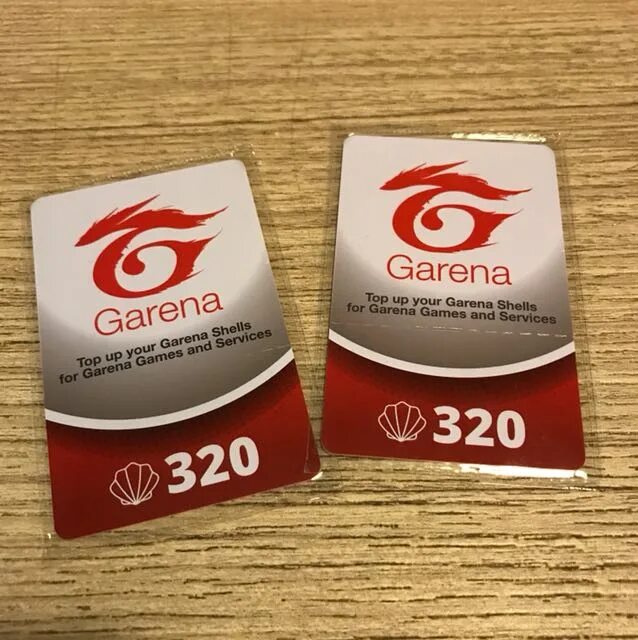 Garena
Top up your Garena Shells
for Garena Games and Services
320
Garena
Top up your Garena Shells
for Garena Games and Services
320